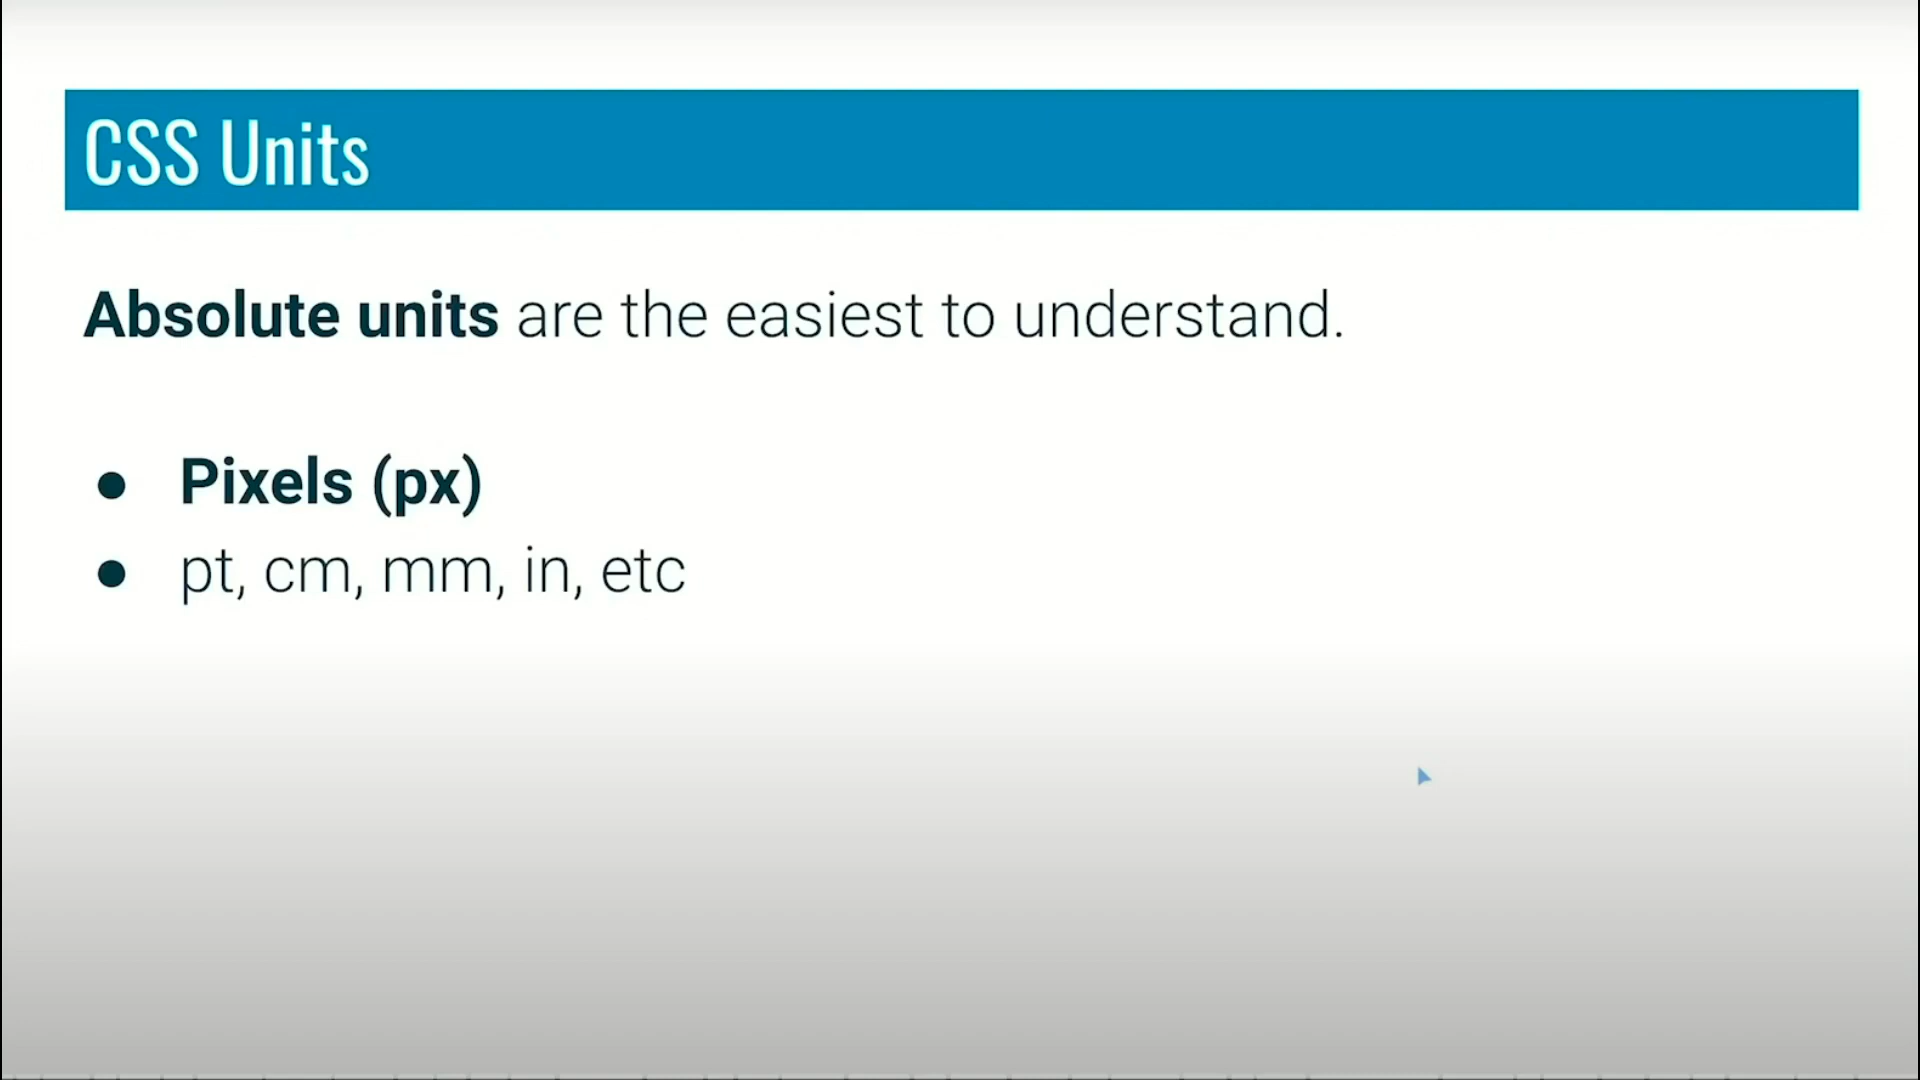 CSS Units
Absolute units are the easiest to understand.
● Pixels (px)
● pt, cm, mm, in, etc